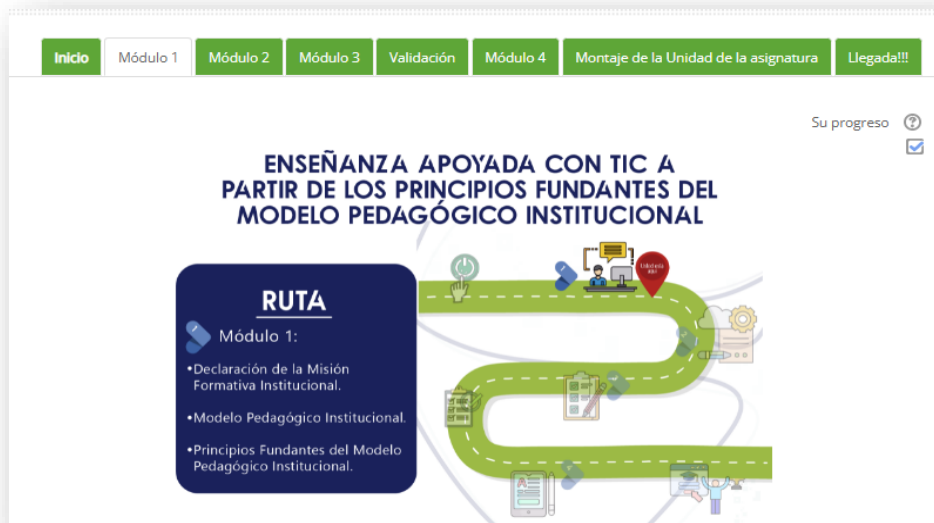 Inicio
Módulo 1
Módulo 2
Módulo 3
Validación
Módulo 4
Montaje de la Unidad de la asignatura
Llegada!!!
Su progreso
ENSEÑANZA APOYADA CON TIC A
PARTIR DE LOS PRINCIPIOS FUNDANTES DEL
MODELO PEDAGÓGICO INSTITUCIONAL
RUTA
Módulo 1:
•Declaración de la Misión
Formativa Institucional.
•Modelo Pedagógico Institucional.
•Principios Fundantes del Modelo
Pedagógico Institucional.